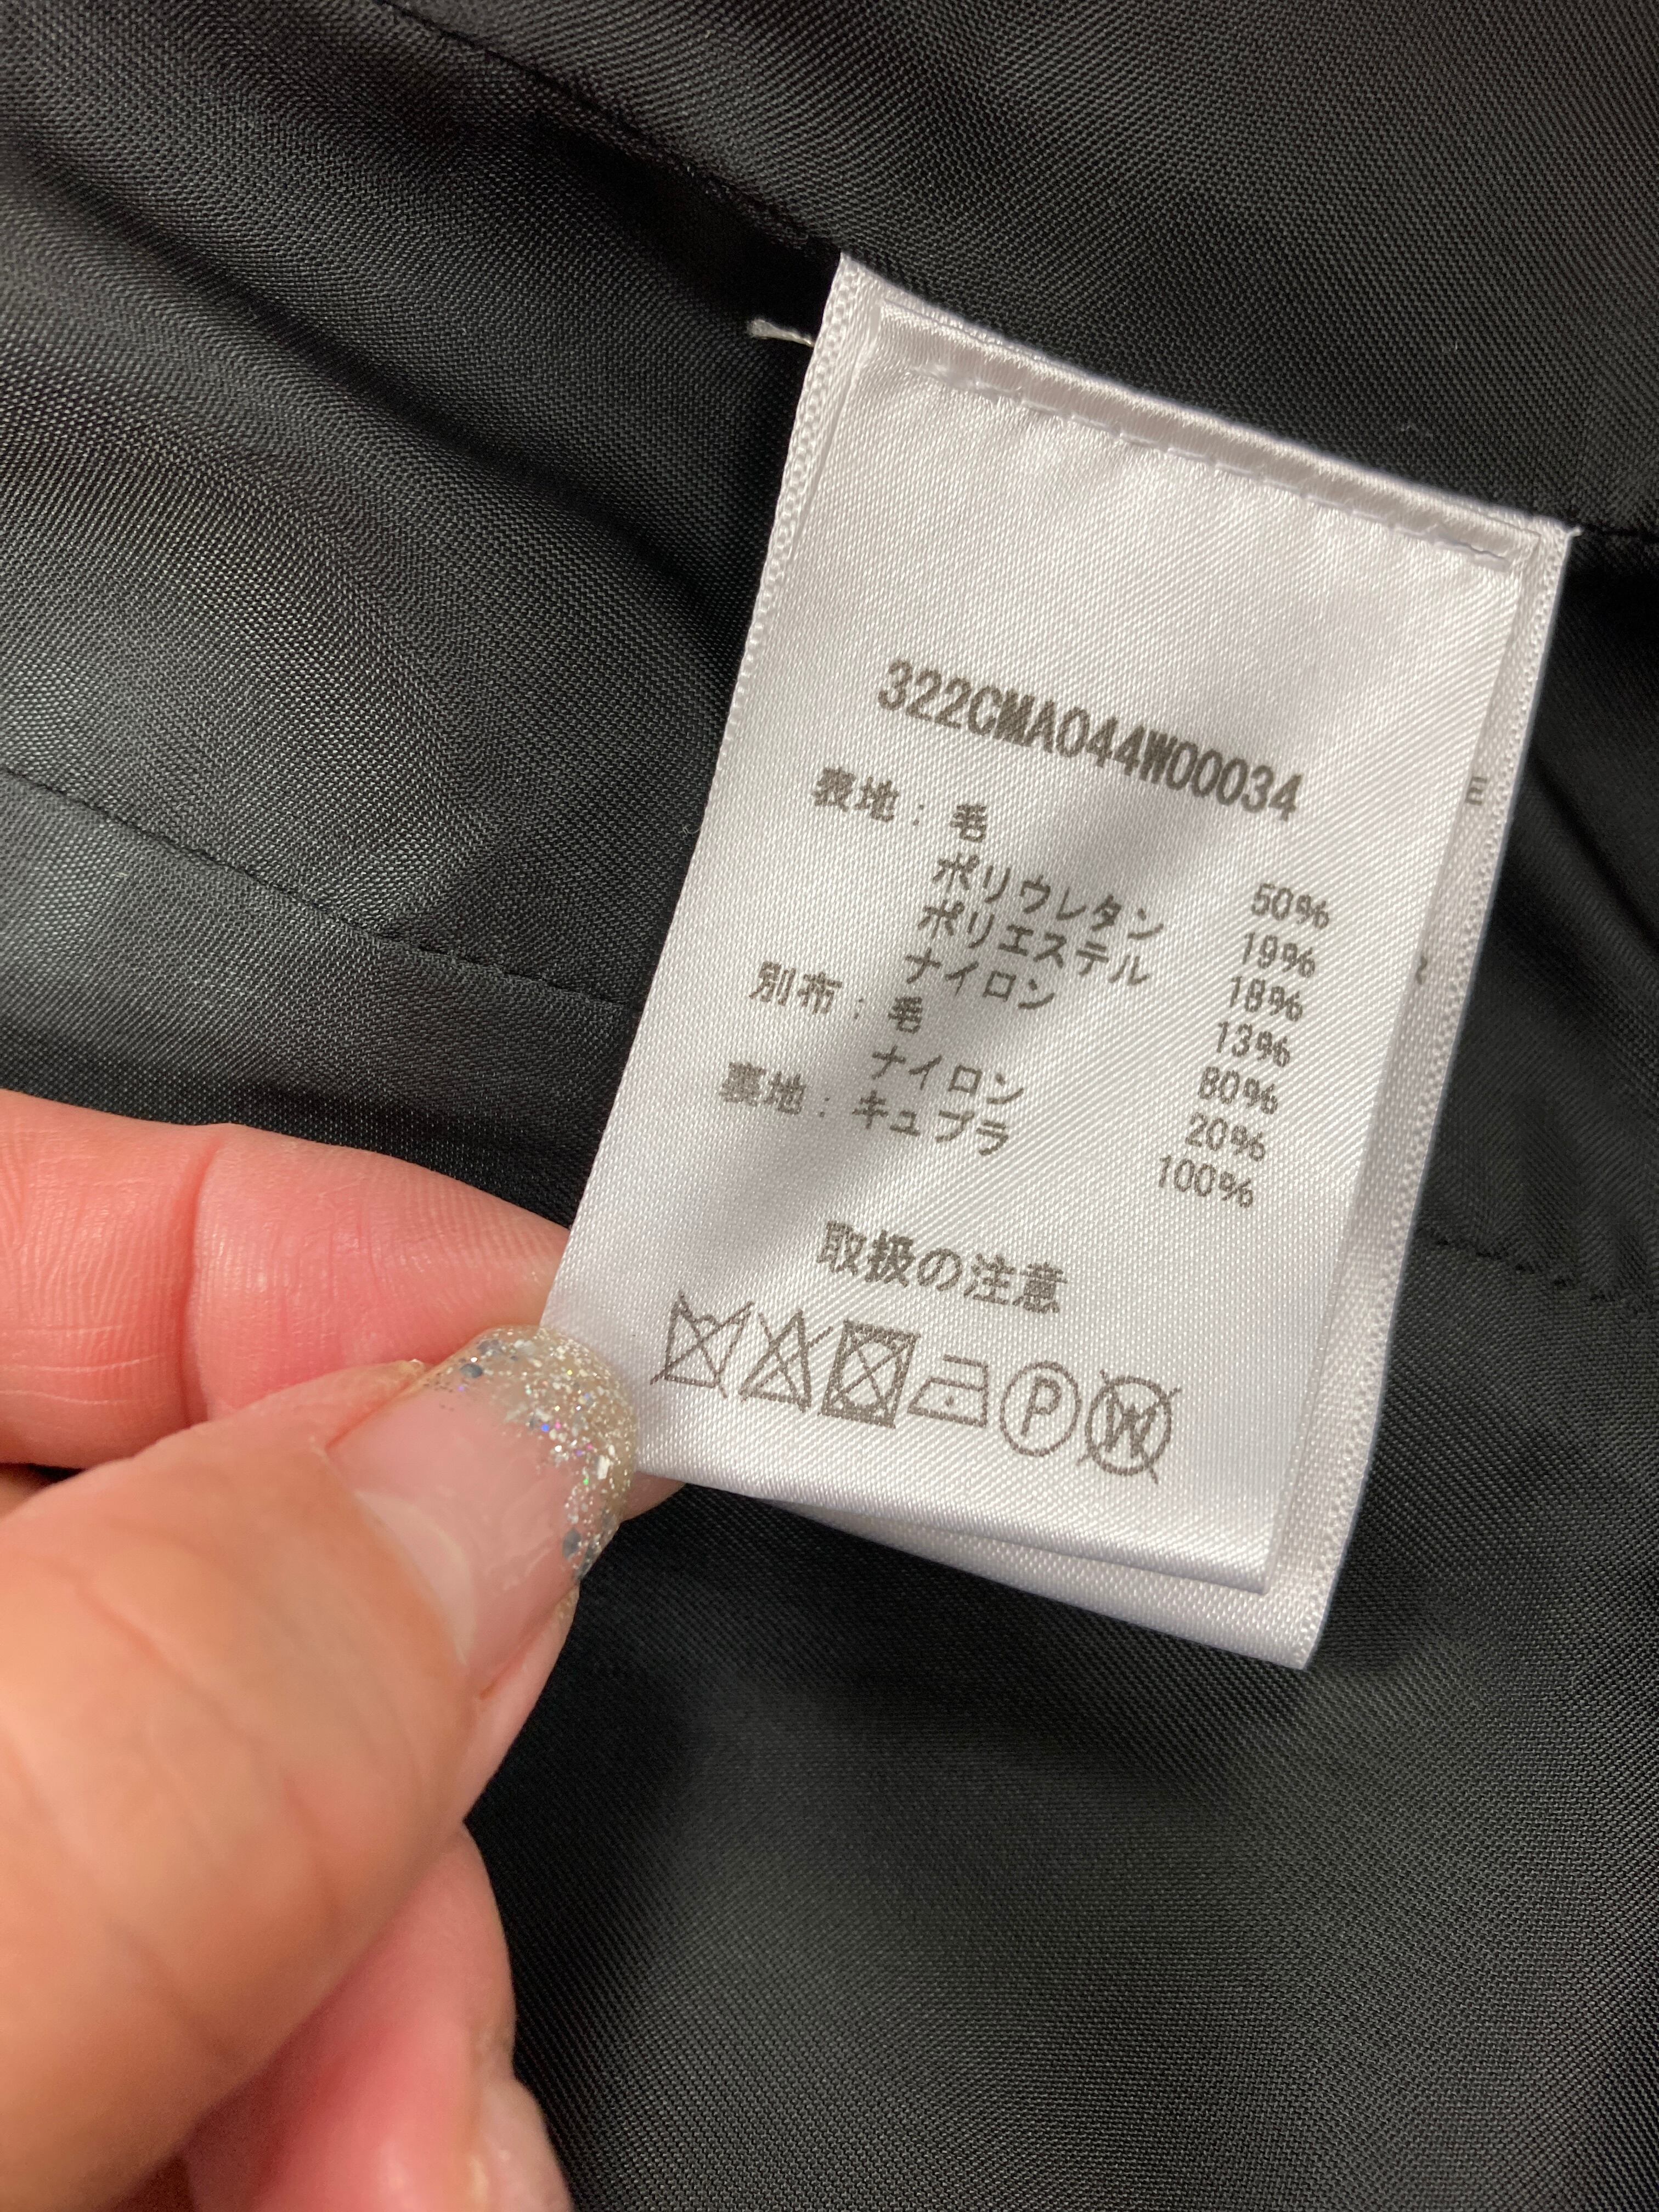 322CMA044W00034
表地：毛 50%
ポリウレタン 19%
ポリエステル 18%
ナイロン 13%
別布：毛 80%
ナイロン 20%
裏地：キュプラ 100%
取扱の注意
P W
E